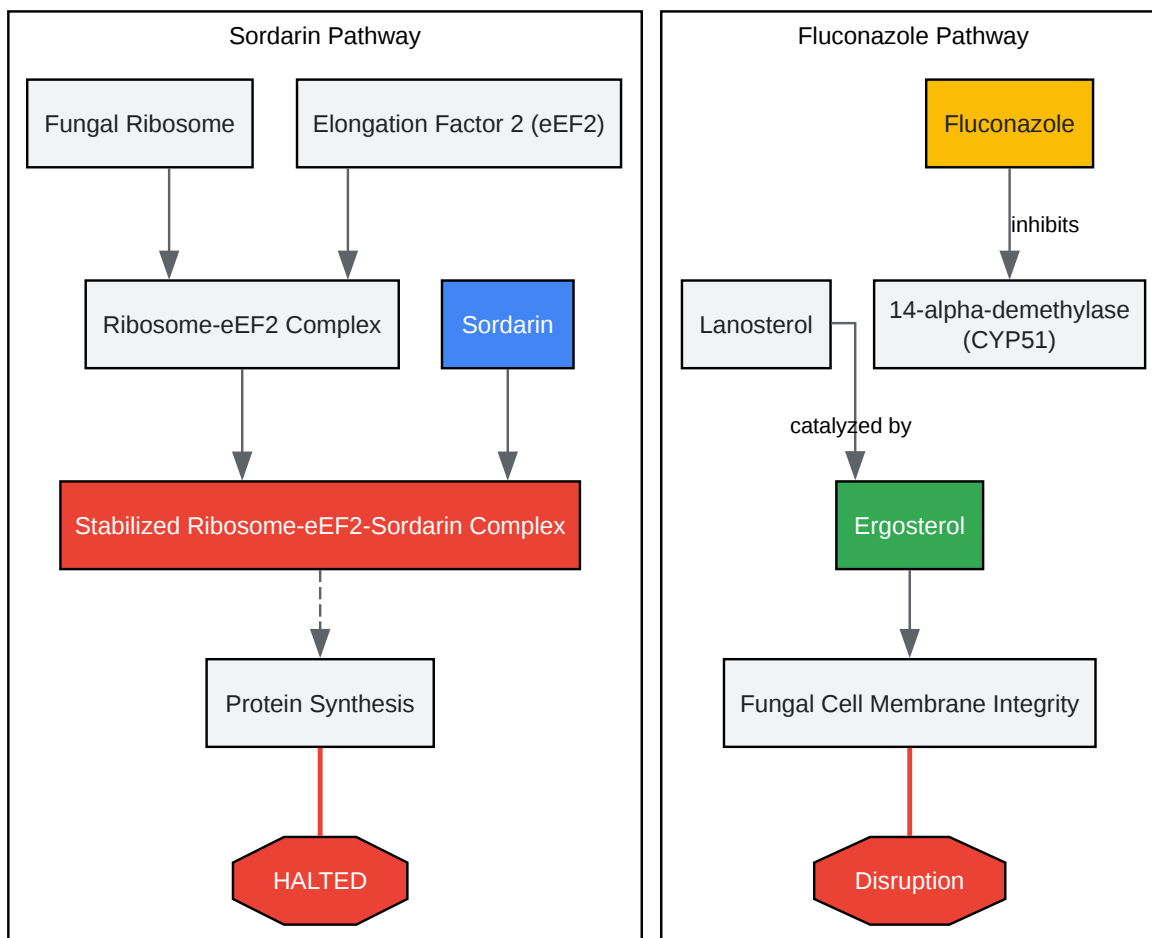 Sordarin Pathway
Fungal Ribosome
Elongation Factor 2 (eEF2)
Ribosome-eEF2 Complex
Sordarin
Stabilized Ribosome-eEF2-Sordarin Complex
Protein Synthesis
HALTED
Fluconazole Pathway
Fluconazole
inhibits
Lanosterol
14-alpha-demethylase
(CYP51)
catalyzed by
Ergosterol
Fungal Cell Membrane Integrity
Disruption